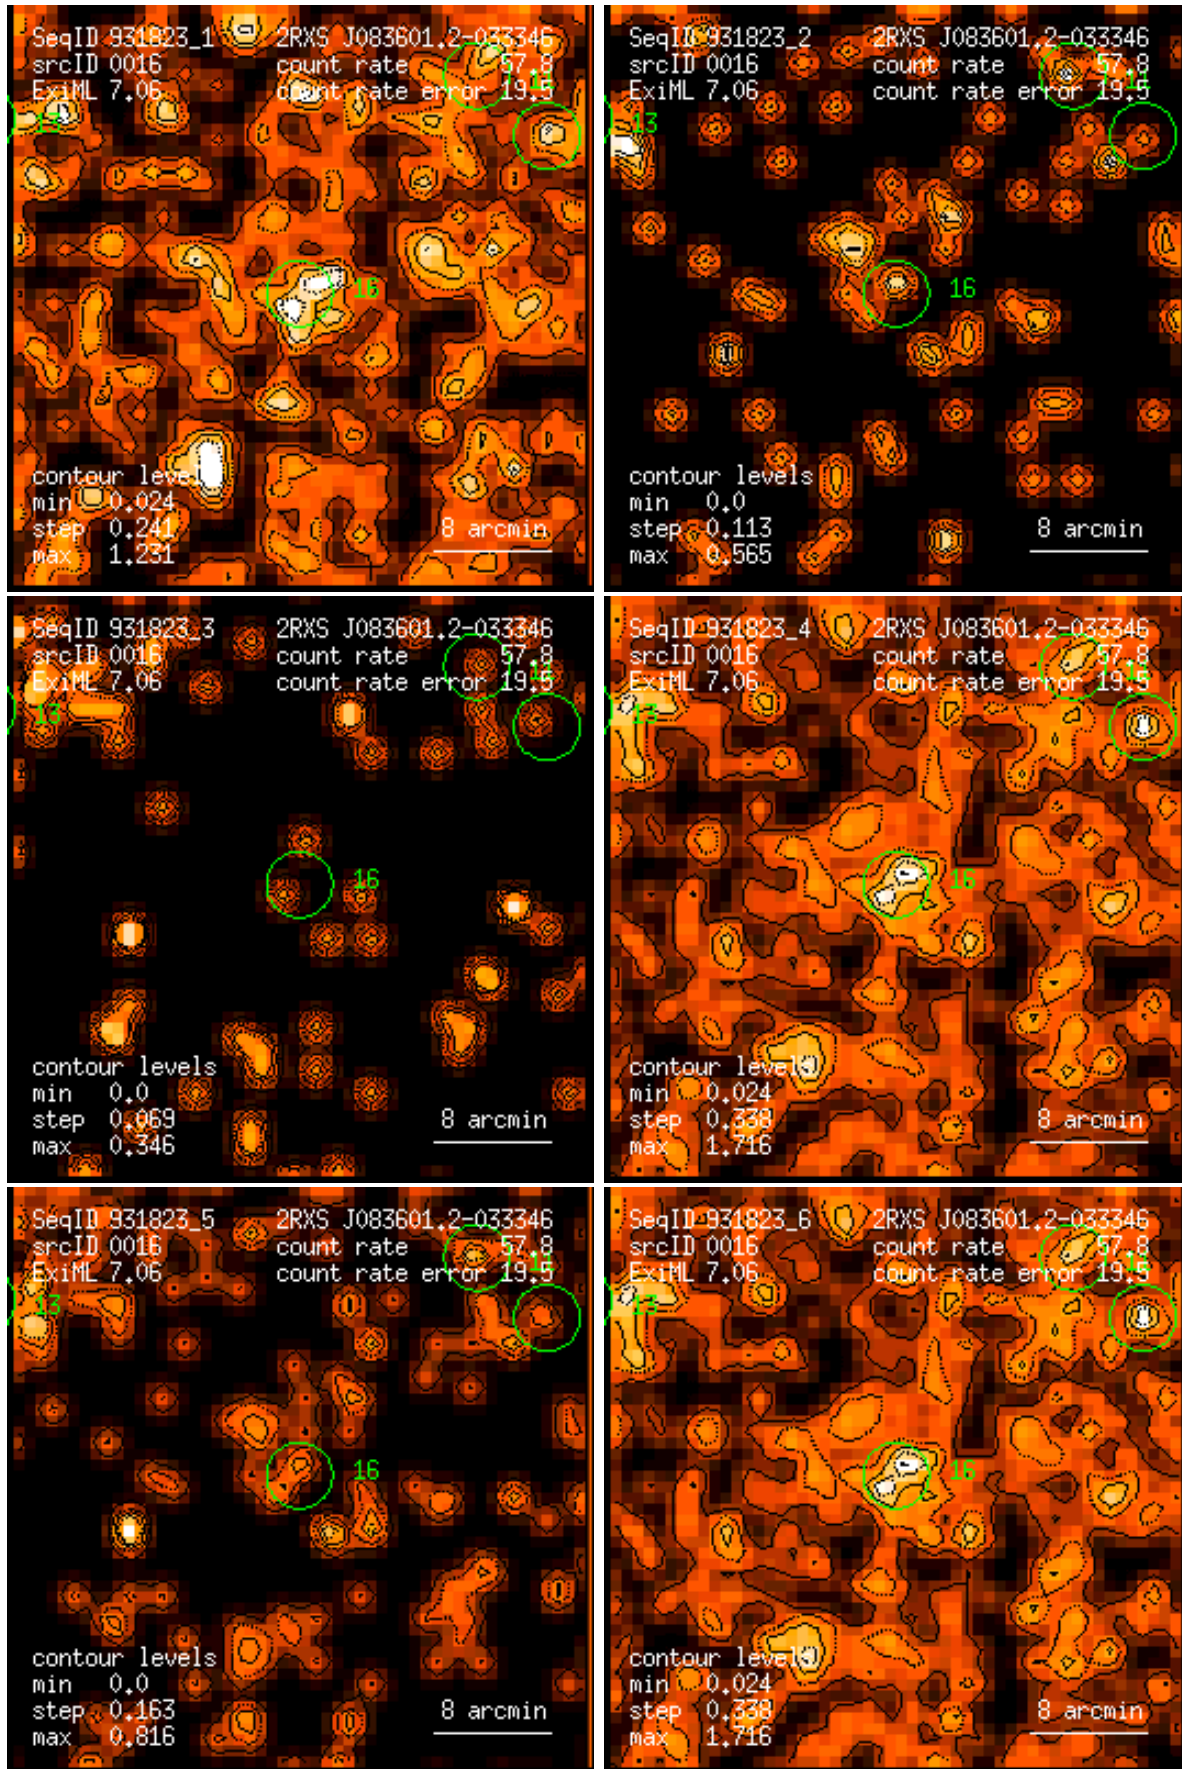 SeqID 931823_1 2RXS J083601.2-033346
srcID 0016 count rate 57.8
ExiML 7.06 count rate error 19.5
13
16
contour levels
min 0.024
step 0.241 8 arcmin
max 1.231
SeqID 931823_2 2RXS J083601.2-033346
srcID 0016 count rate 57.8
ExiML 7.06 count rate error 19.5
13
16
contour levels
min 0.0
step 0.113 8 arcmin
max 0.565
SeqID 931823_3 2RXS J083601.2-033346
srcID 0016 count rate 57.8
ExiML 7.06 count rate error 19.5
13
16
contour levels
min 0.0
step 0.069 8 arcmin
max 0.346
SeqID 931823_4 2RXS J083601.2-033346
srcID 0016 count rate 57.8
ExiML 7.06 count rate error 19.5
13
16
contour levels
min 0.024
step 0.338 8 arcmin
max 1.716
SeqID 931823_5 2RXS J083601.2-033346
srcID 0016 count rate 57.8
ExiML 7.06 count rate error 19.5
13
16
contour levels
min 0.0
step 0.163 8 arcmin
max 0.816
SeqID 931823_6 2RXS J083601.2-033346
srcID 0016 count rate 57.8
ExiML 7.06 count rate error 19.5
13
16
contour levels
min 0.024
step 0.338 8 arcmin
max 1.716